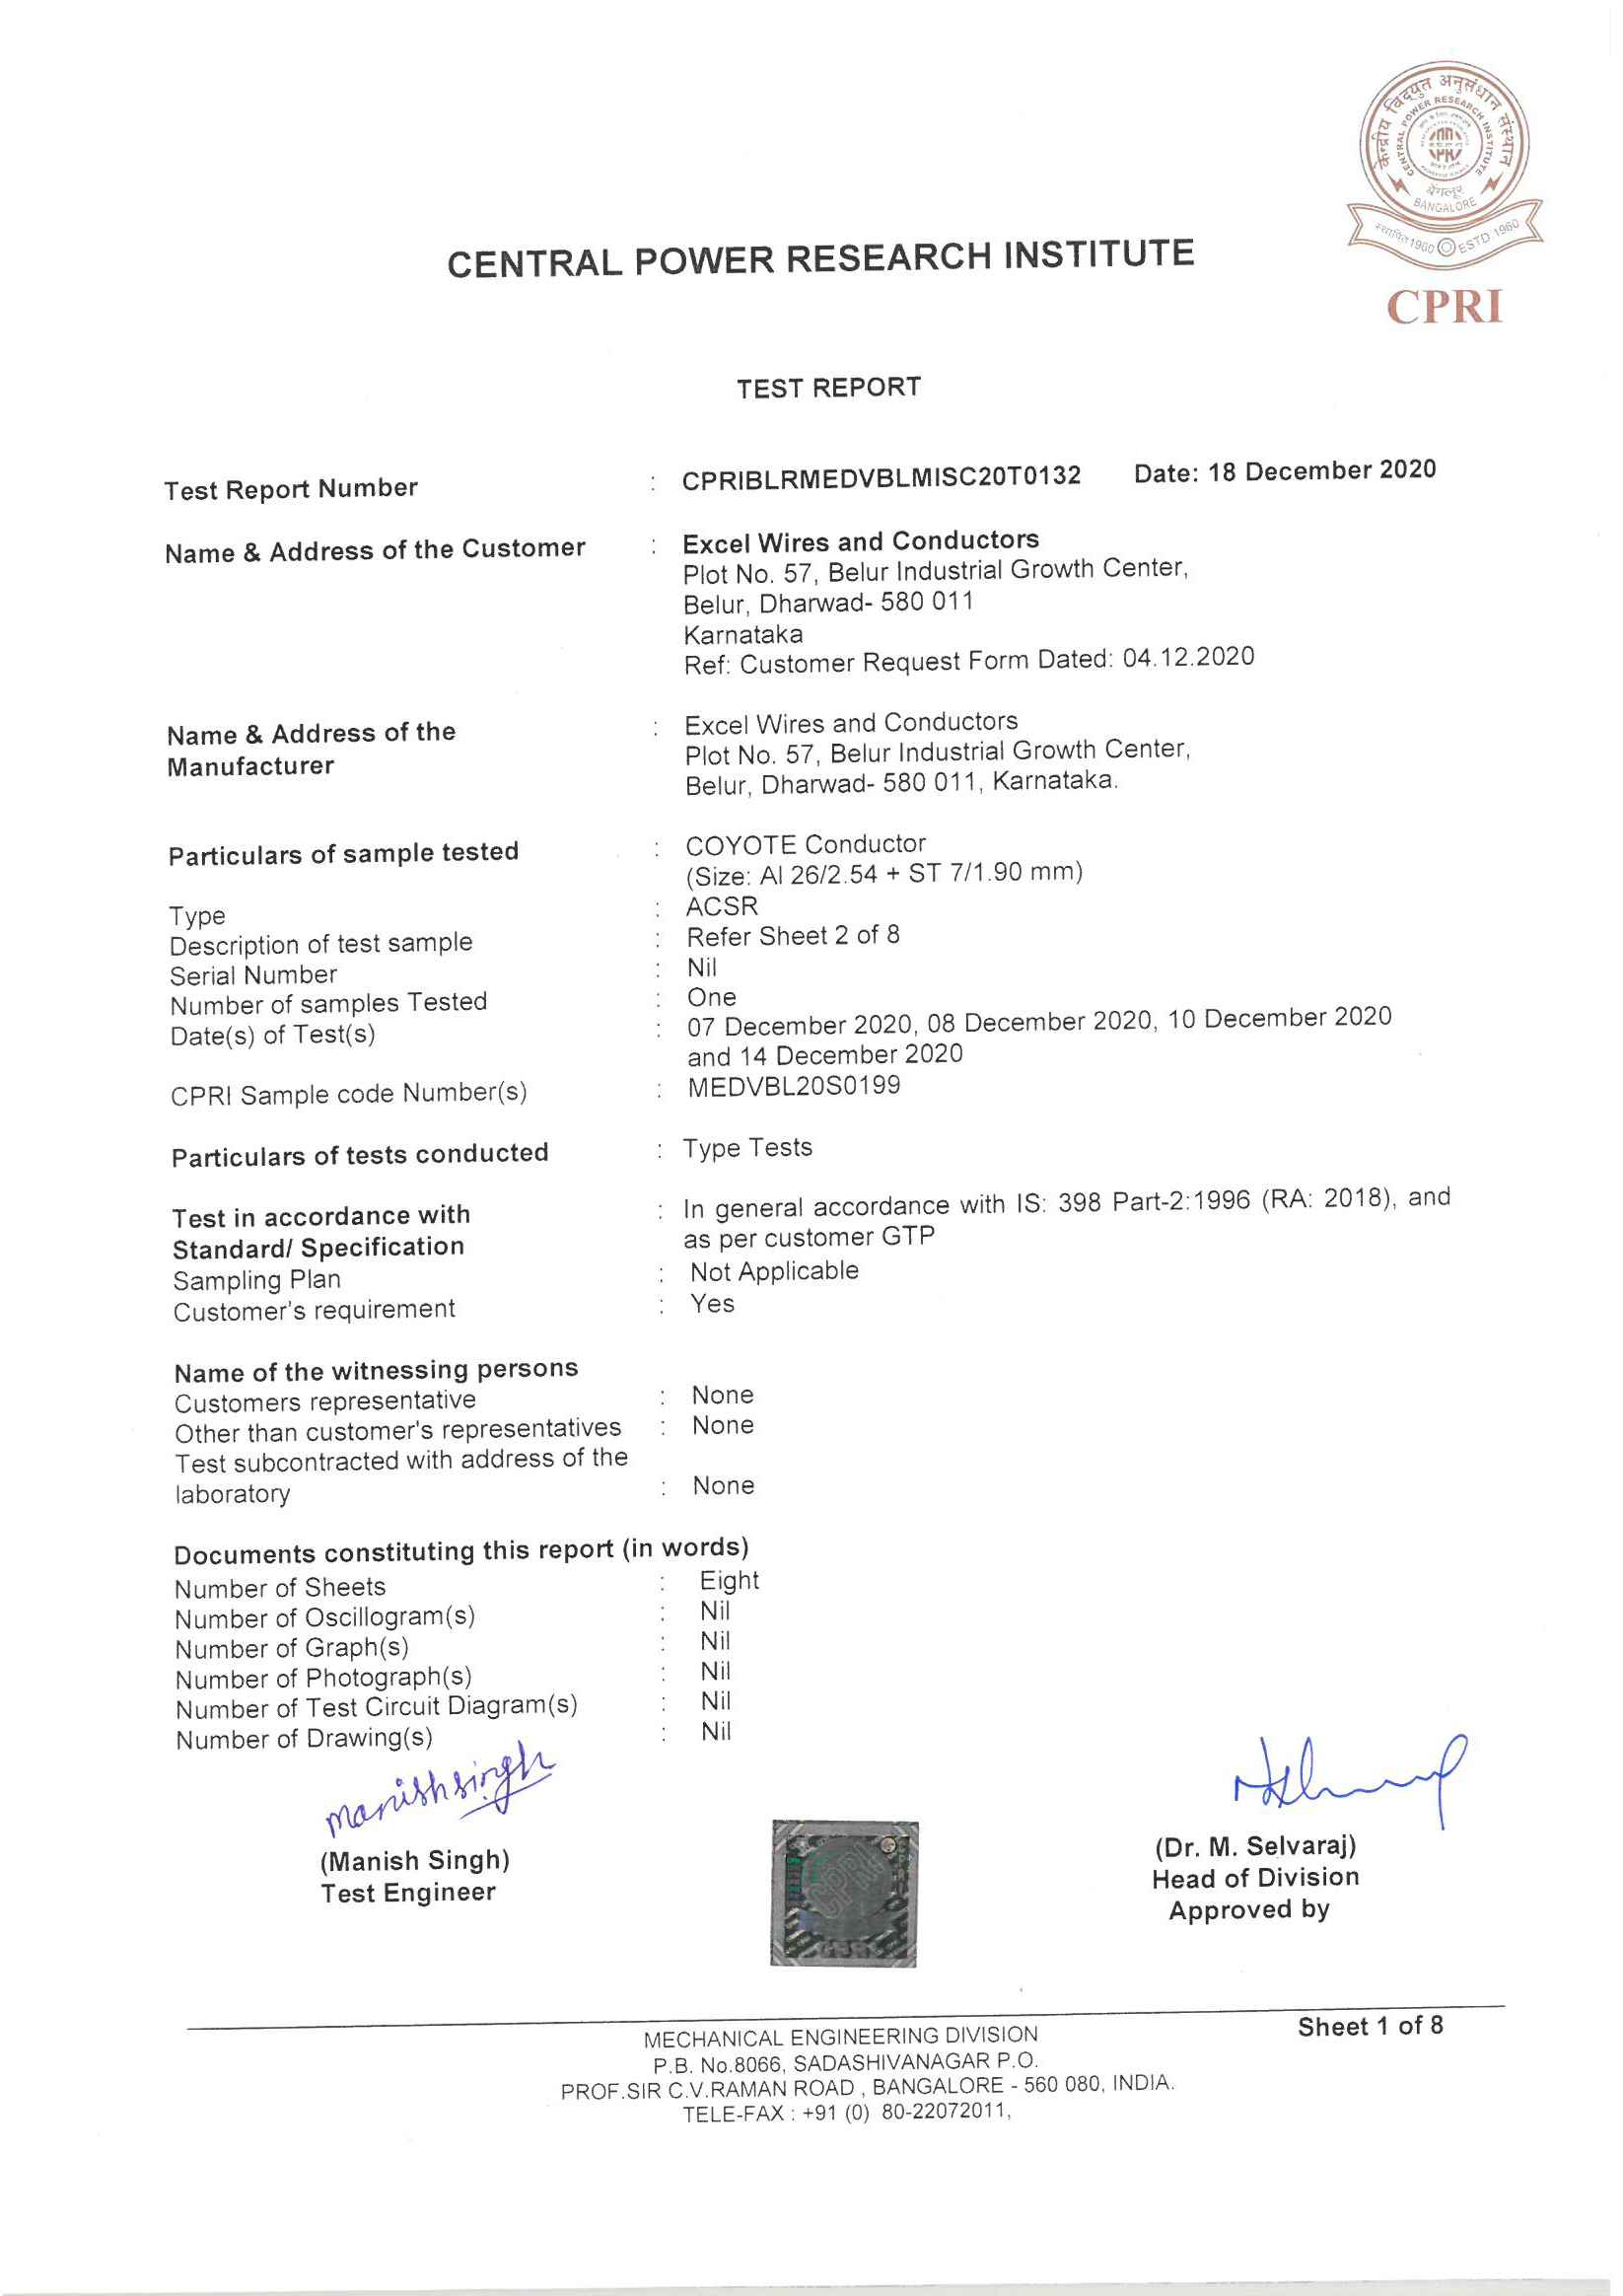 केन्द्रीय विद्युत अनुसंधान संस्थान
CENTRAL POWER RESEARCH INSTITUTE
बेंगलूर
BANGALORE
स्थापित 1960 ESTD 1960
CPRI
CENTRAL POWER RESEARCH INSTITUTE
TEST REPORT
Test Report Number : CPRIBLRMEDVBLMISC20T0132 Date: 18 December 2020
Name & Address of the Customer : Excel Wires and Conductors
Plot No. 57, Belur Industrial Growth Center,
Belur, Dharwad- 580 011
Karnataka
Ref: Customer Request Form Dated: 04.12.2020
Name & Address of the : Excel Wires and Conductors
Manufacturer Plot No. 57, Belur Industrial Growth Center,
Belur, Dharwad- 580 011, Karnataka.
Particulars of sample tested : COYOTE Conductor
(Size: Al 26/2.54 + ST 7/1.90 mm)
Type : ACSR
Description of test sample : Refer Sheet 2 of 8
Serial Number : Nil
Number of samples Tested : One
Date(s) of Test(s) : 07 December 2020, 08 December 2020, 10 December 2020
and 14 December 2020
CPRI Sample code Number(s) : MEDVBL20S0199
Particulars of tests conducted : Type Tests
Test in accordance with : In general accordance with IS: 398 Part-2:1996 (RA: 2018), and
Standard/ Specification as per customer GTP
Sampling Plan : Not Applicable
Customer's requirement : Yes
Name of the witnessing persons
Customers representative : None
Other than customer's representatives : None
Test subcontracted with address of the
laboratory : None
Documents constituting this report (in words)
Number of Sheets : Eight
Number of Oscillogram(s) : Nil
Number of Graph(s) : Nil
Number of Photograph(s) : Nil
Number of Test Circuit Diagram(s) : Nil
Number of Drawing(s) : Nil
manishsingh
(Manish Singh)
Test Engineer
CPRI
(Dr. M. Selvaraj)
Head of Division
Approved by
Sheet 1 of 8
MECHANICAL ENGINEERING DIVISION
P.B. No.8066, SADASHIVANAGAR P.O.
PROF.SIR C.V.RAMAN ROAD , BANGALORE - 560 080, INDIA.
TELE-FAX : +91 (0) 80-22072011,